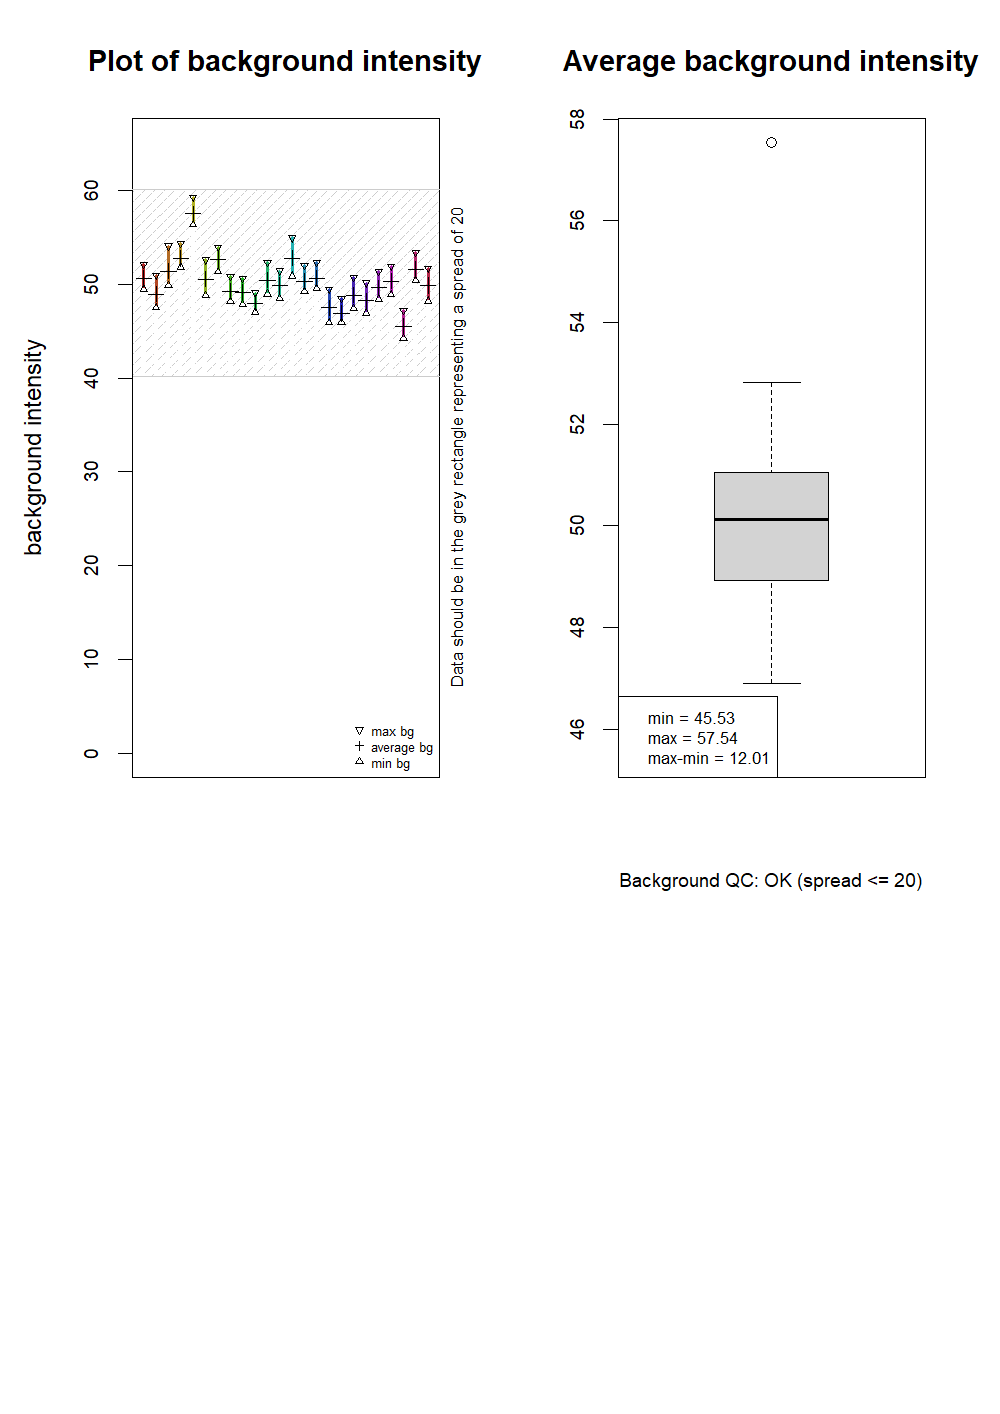 Plot of background intensity
background intensity
60
50
40
30
20
10
0
max bg
average bg
min bg
Data should be in the grey rectangle representing a spread of 20
Average background intensity
58
56
54
52
50
48
46
min = 45.53
max = 57.54
max-min = 12.01
Background QC: OK (spread <= 20)